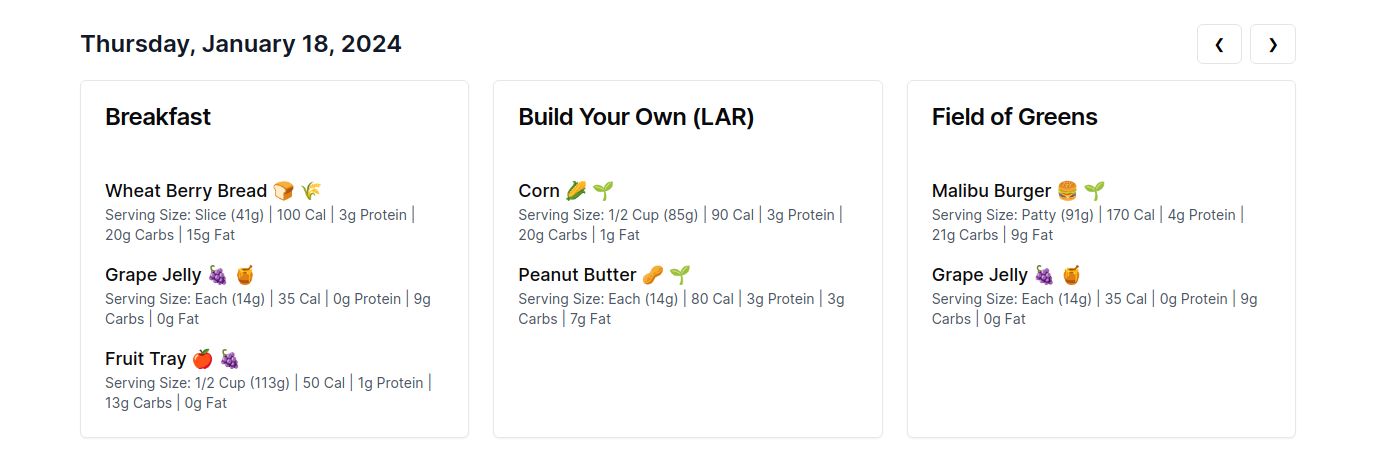 Thursday, January 18, 2024
Breakfast
Wheat Berry Bread 🍞 🌾
Serving Size: Slice (41g) | 100 Cal | 3g Protein |
20g Carbs | 15g Fat
Grape Jelly 🍇 🍯
Serving Size: Each (14g) | 35 Cal | 0g Protein | 9g
Carbs | 0g Fat
Fruit Tray 🍎 🍇
Serving Size: 1/2 Cup (113g) | 50 Cal | 1g Protein |
13g Carbs | 0g Fat
Build Your Own (LAR)
Corn 🌽 🌱
Serving Size: 1/2 Cup (85g) | 90 Cal | 3g Protein |
20g Carbs | 1g Fat
Peanut Butter 🥜 🌱
Serving Size: Each (14g) | 80 Cal | 3g Protein | 3g
Carbs | 7g Fat
Field of Greens
Malibu Burger 🍔 🌱
Serving Size: Patty (91g) | 170 Cal | 4g Protein |
21g Carbs | 9g Fat
Grape Jelly 🍇 🍯
Serving Size: Each (14g) | 35 Cal | 0g Protein | 9g
Carbs | 0g Fat